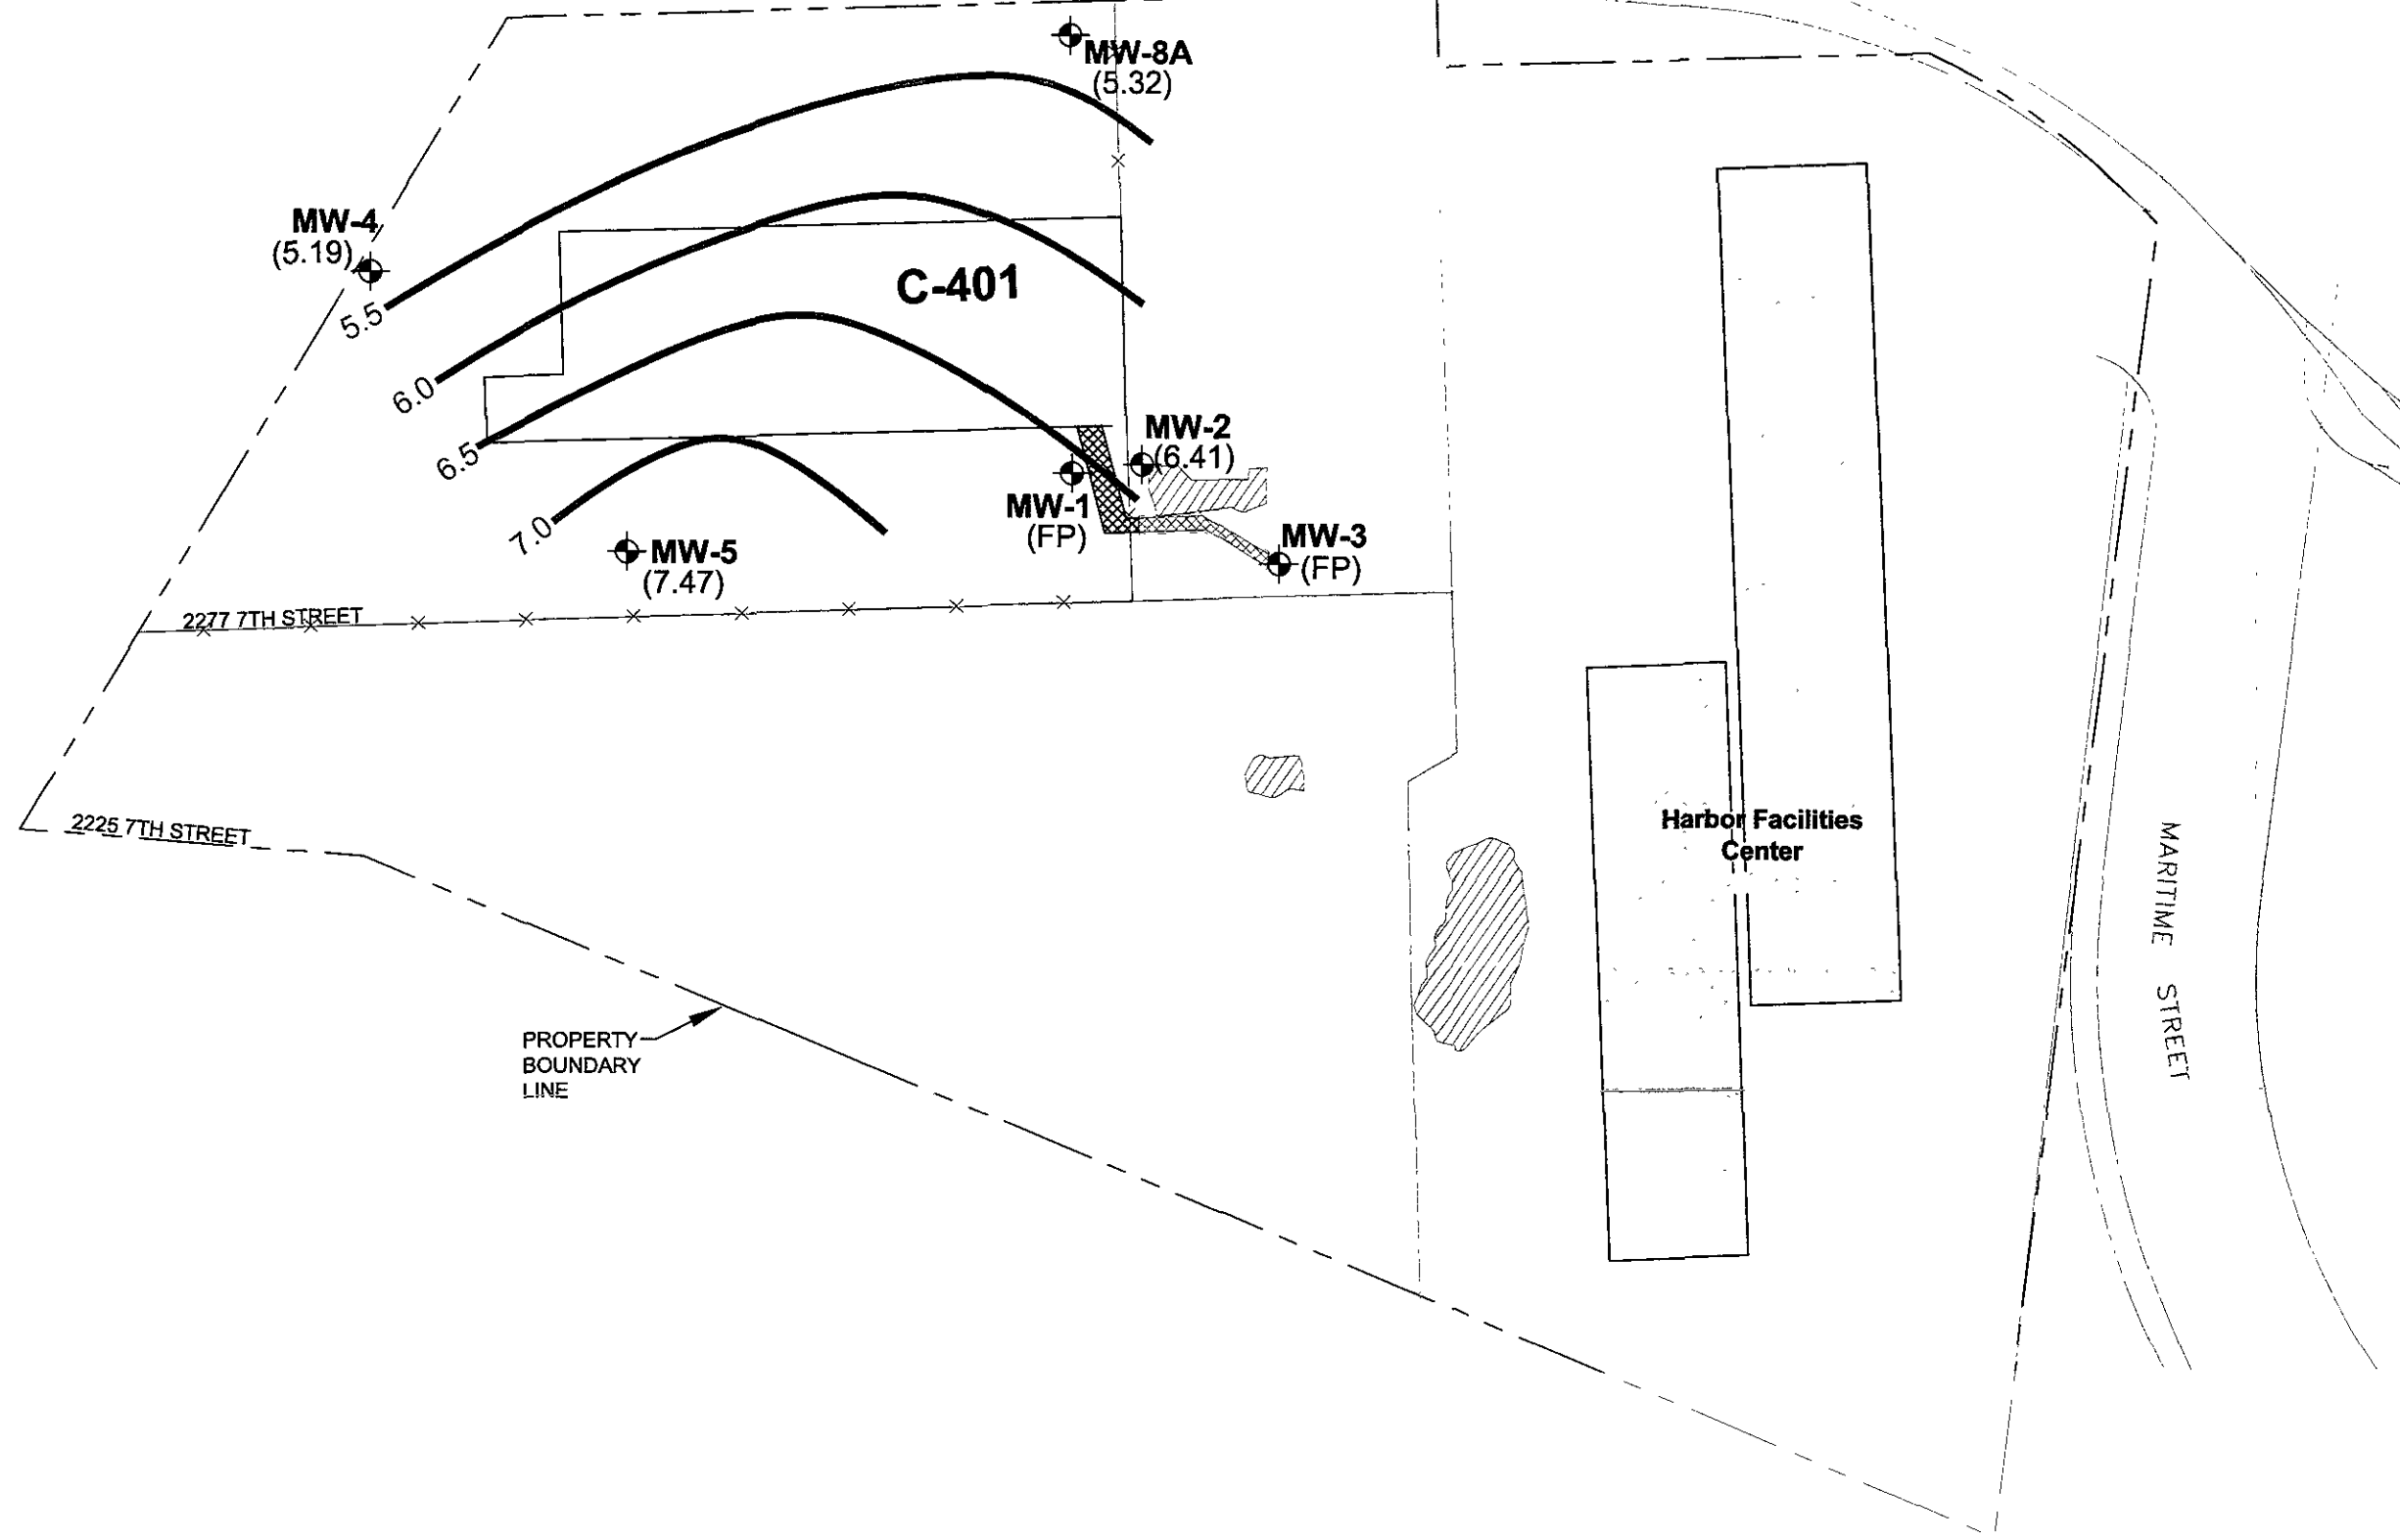 MW-8A
(5.32)
MW-4
(5.19)
5.5
C-401
6.0
MW-2
(6.41)
6.5
MW-1
(FP)
7.0
MW-3
(FP)
MW-5
(7.47)
2277 7TH STREET
2225 7TH STREET
Harbor Facilities
Center
MARITIME STREET
PROPERTY
BOUNDARY
LINE